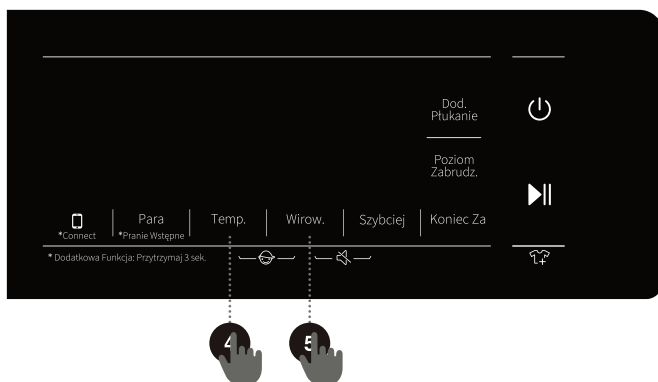 Dod.
Płukanie
Poziom
Zabrudz.
*Connect
Para
*Pranie Wstępne
Temp.
Wirow.
Szybciej
Koniec Za
* Dodatkowa Funkcja: Przytrzymaj 3 sek.
4
5